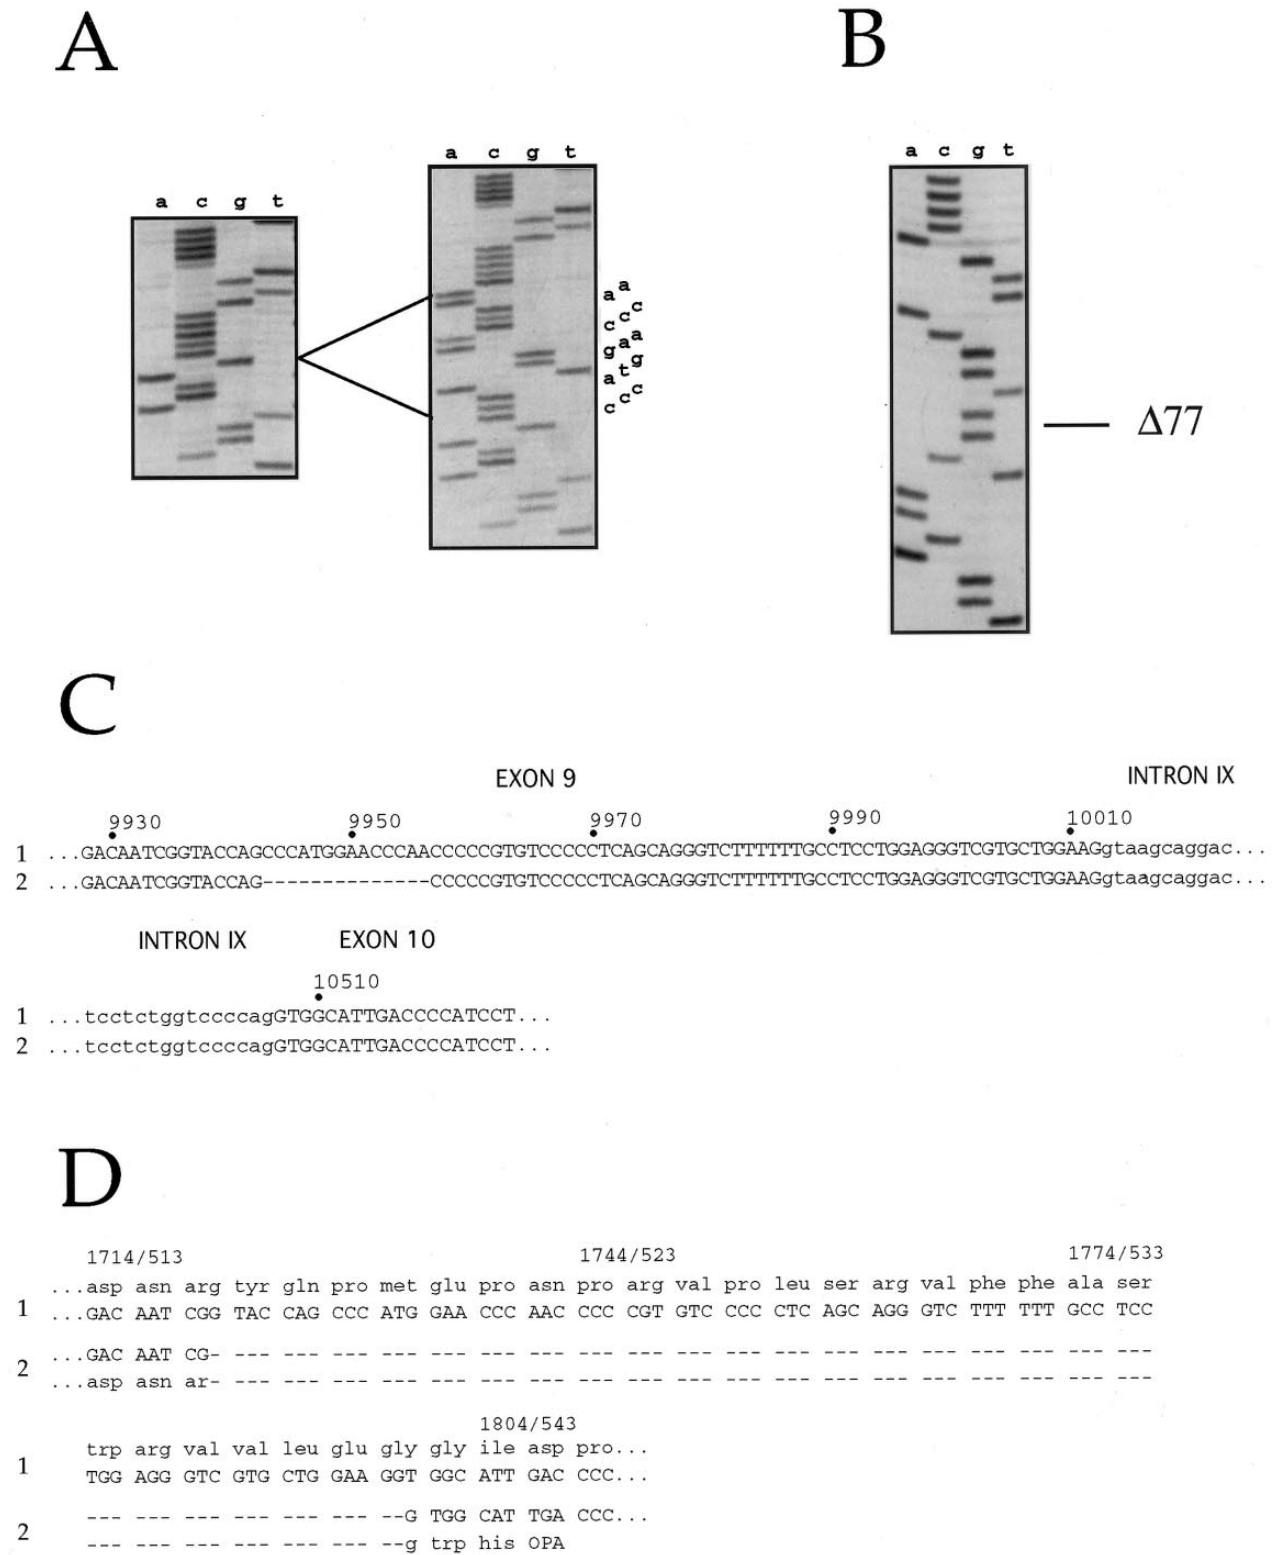 A
B
a c g t
a c g t
a c g t
a
a
c
c
c
a
a
g
g
t
a
c
c
c
Δ77
C
EXON 9 INTRON IX
9930 9950 9970 9990 10010
1 ...GACAATCGGTACCAGCCCATGGAACCCAACCCCCGTGTCCCCCTCAGCAGGGTCTTTTTTGCCTCCTGGAGGGTCGTGCTGGAAGgtaagcaggac...
2 ...GACAATCGGTACCAG--------------CCCCCGTGTCCCCCTCAGCAGGGTCTTTTTTGCCTCCTGGAGGGTCGTGCTGGAAGgtaagcaggac...
INTRON IX EXON 10
10510
1 ...tcctctggtccccagGTGGCATTGACCCCATCCT...
2 ...tcctctggtccccagGTGGCATTGACCCCATCCT...
D
1714/513 1744/523 1774/533
...asp asn arg tyr gln pro met glu pro asn pro arg val pro leu ser arg val phe phe ala ser
1 ...GAC AAT CGG TAC CAG CCC ATG GAA CCC AAC CCC CGT GTC CCC CTC AGC AGG GTC TTT TTT GCC TCC
...GAC AAT CG- --- --- --- --- --- --- --- --- --- --- --- --- --- --- --- --- --- --- ---
2
...asp asn ar- --- --- --- --- --- --- --- --- --- --- --- --- --- --- --- --- --- --- ---
1804/543
trp arg val val leu glu gly gly ile asp pro...
1 TGG AGG GTC GTG CTG GAA GGT GGC ATT GAC CCC...
--- --- --- --- --- --- --G TGG CAT TGA CCC...
2
--- --- --- --- --- --- --g trp his OPA